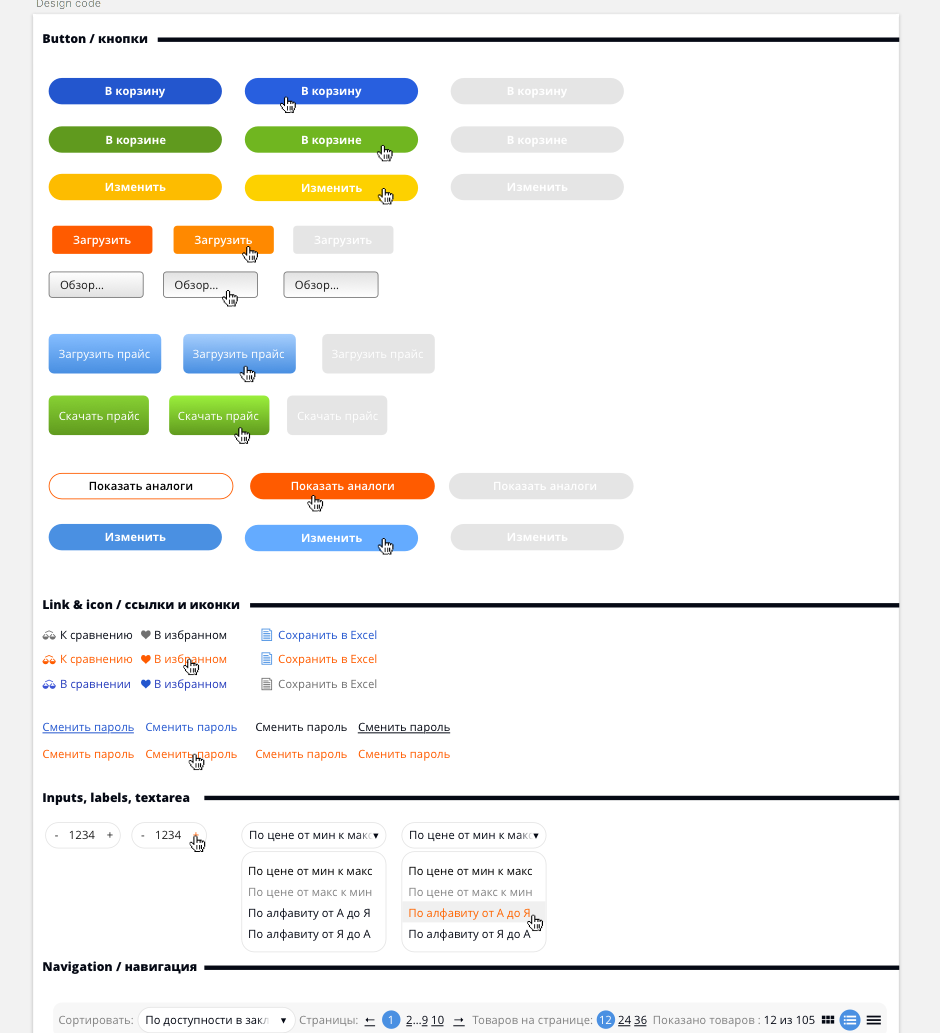 Design code
Button / кнопки
В корзину В корзину В корзину
В корзине В корзине В корзине
Изменить Изменить Изменить
Загрузить Загрузить Загрузить
Обзор... Обзор... Обзор...
Загрузить прайс Загрузить прайс Загрузить прайс
Скачать прайс Скачать прайс Скачать прайс
Показать аналоги Показать аналоги Показать аналоги
Изменить Изменить Изменить
Link & icon / ссылки и иконки
К сравнению В избранном Сохранить в Excel
К сравнению В избранном Сохранить в Excel
В сравнении В избранном Сохранить в Excel
Сменить пароль Сменить пароль Сменить пароль Сменить пароль
Сменить пароль Сменить пароль Сменить пароль Сменить пароль
Inputs, labels, textarea
- 1234 + - 1234 + По цене от мин к макс По цене от мин к макс
По цене от мин к макс По цене от мин к макс
По цене от макс к мин По цене от макс к мин
По алфавиту от А до Я По алфавиту от А до Я
По алфавиту от Я до А По алфавиту от Я до А
Navigation / навигация
Сортировать: По доступности в закл Страницы: ← 1 2...9 10 → Товаров на странице: 12 24 36 Показано товаров : 12 из 105